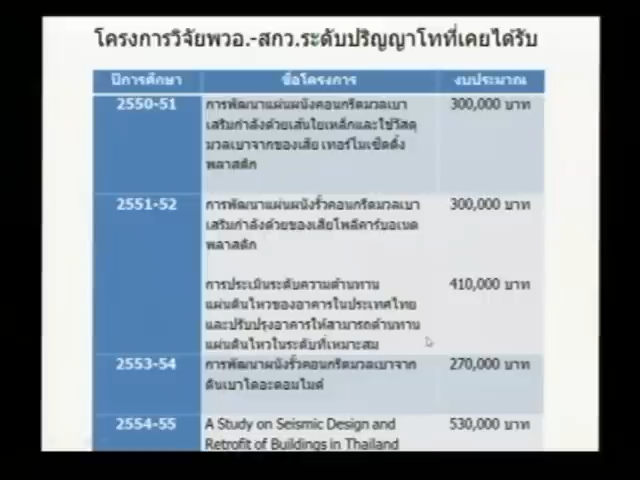 โครงการวิจัยพวอ.-สกว.ระดับปริญญาโทที่เคยได้รับ
ปีการศึกษา ชื่อโครงการ งบประมาณ
2550-51 การพัฒนาแผ่นผนังคอนกรีตมวลเบา 300,000 บาท
เสริมกำลังด้วยเส้นใยเหล็กและใช้วัสดุ
มวลเบาจากของเสีย เทอร์โมเซ็ตติ้ง
พลาสติก
2551-52 การพัฒนาแผ่นผนังรั้วคอนกรีตมวลเบา 300,000 บาท
เสริมกำลังด้วยของเสียโพลีคาร์บอเนต
พลาสติก
การประเมินระดับความต้านทาน 410,000 บาท
แผ่นดินไหวของอาคารในประเทศไทย
และปรับปรุงอาคารให้สามารถต้านทาน
แผ่นดินไหวในระดับที่เหมาะสม
2553-54 การพัฒนาผนังรั้วคอนกรีตมวลเบาจาก 270,000 บาท
ดินเบาไดอะตอมไมต์
2554-55 A Study on Seismic Design and 530,000 บาท
Retrofit of Buildings in Thailand